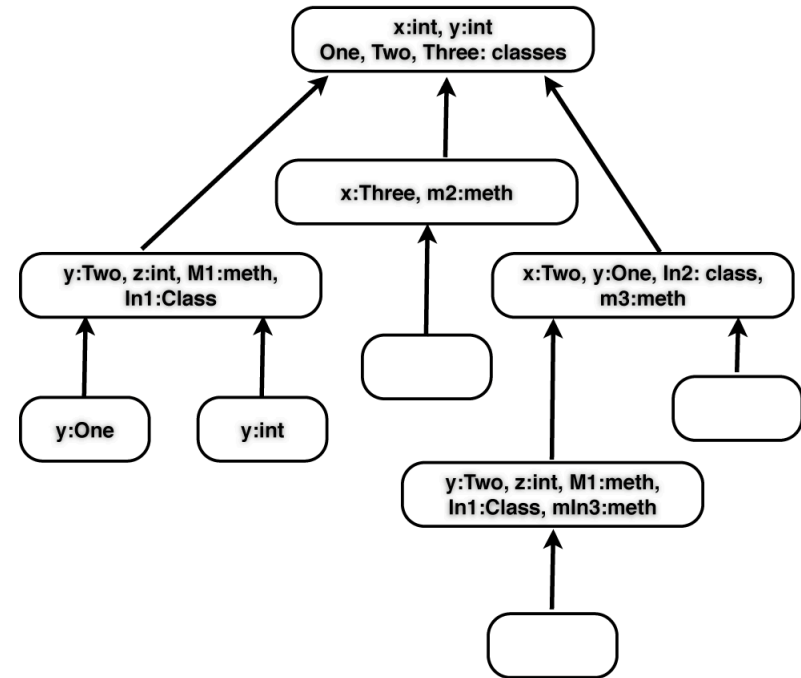 x:int, y:int
One, Two, Three: classes
x:Three, m2:meth
y:Two, z:int, M1:meth,
In1:Class
x:Two, y:One, In2: class,
m3:meth
y:One
y:int
y:Two, z:int, M1:meth,
In1:Class, mIn3:meth